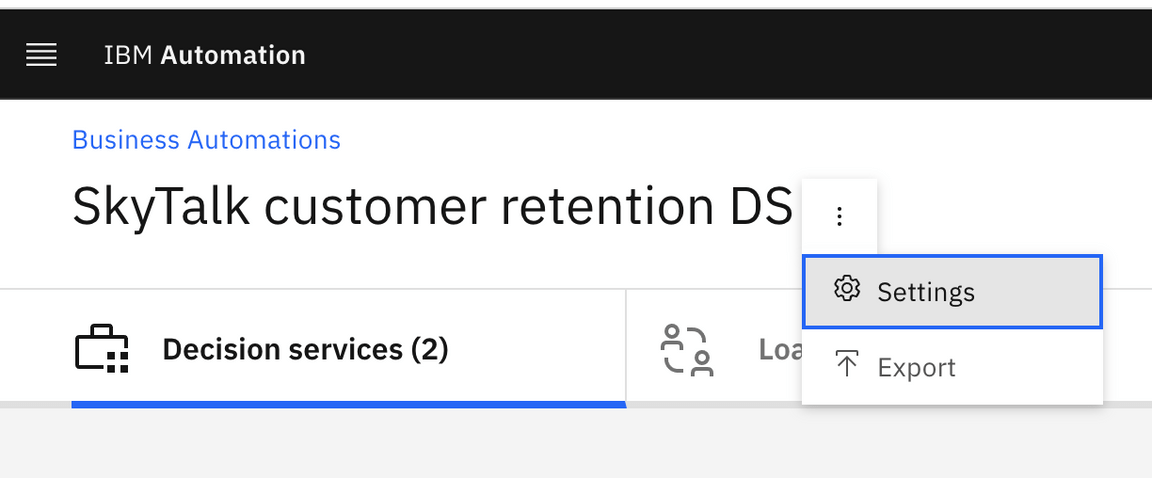 IBM Automation
Business Automations
SkyTalk customer retention DS
Settings
Decision services (2)
Export